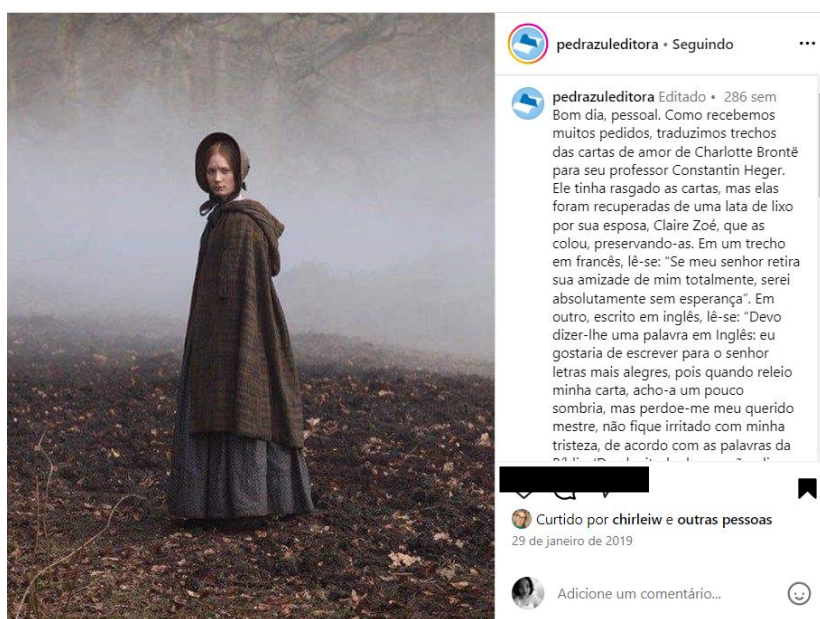 pedrazuleditora • Seguindo
pedrazuleditora Editado • 286 sem
Bom dia, pessoal. Como recebemos
muitos pedidos, traduzimos trechos
das cartas de amor de Charlotte Brontë
para seu professor Constantin Heger.
Ele tinha rasgado as cartas, mas elas
foram recuperadas de uma lata de lixo
por sua esposa, Claire Zoé, que as
colou, preservando-as. Em um trecho
em francês, lê-se: “Se meu senhor retira
sua amizade de mim totalmente, serei
absolutamente sem esperança”. Em
outro, escrito em inglês, lê-se: “Devo
dizer-lhe uma palavra em Inglês: eu
gostaria de escrever para o senhor
letras mais alegres, pois quando releio
minha carta, acho-a um pouco
sombria, mas perdoe-me meu querido
mestre, não fique irritado com minha
tristeza, de acordo com as palavras da
Curtido por chirleiw e outras pessoas
29 de janeiro de 2019
Adicione um comentário...